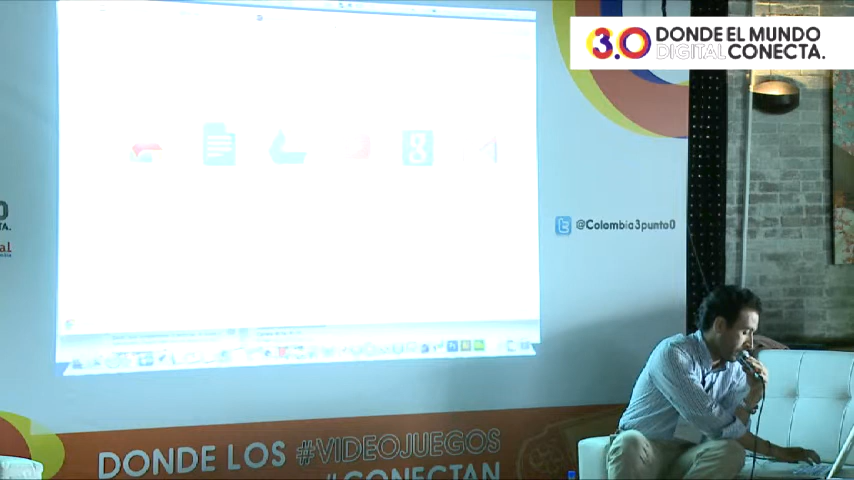 3.0 DONDE EL MUNDO
DIGITAL CONECTA.
@Colombia3punto0
DONDE LOS #VIDEOJUEGOS
#CONECTAN